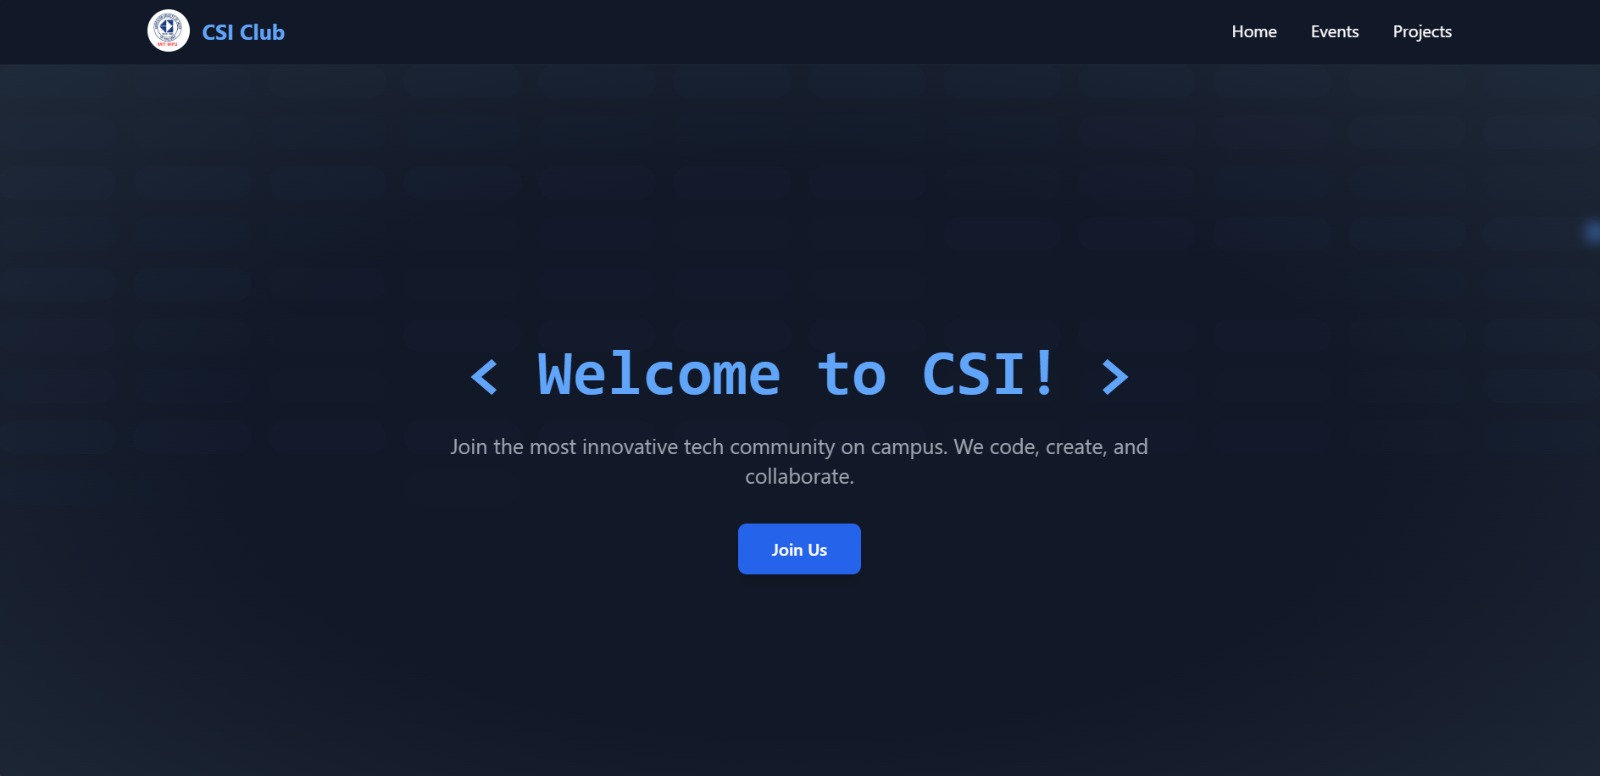 CSI Club
Home
Events
Projects
< Welcome to CSI! >
Join the most innovative tech community on campus. We code, create, and
collaborate.
Join Us